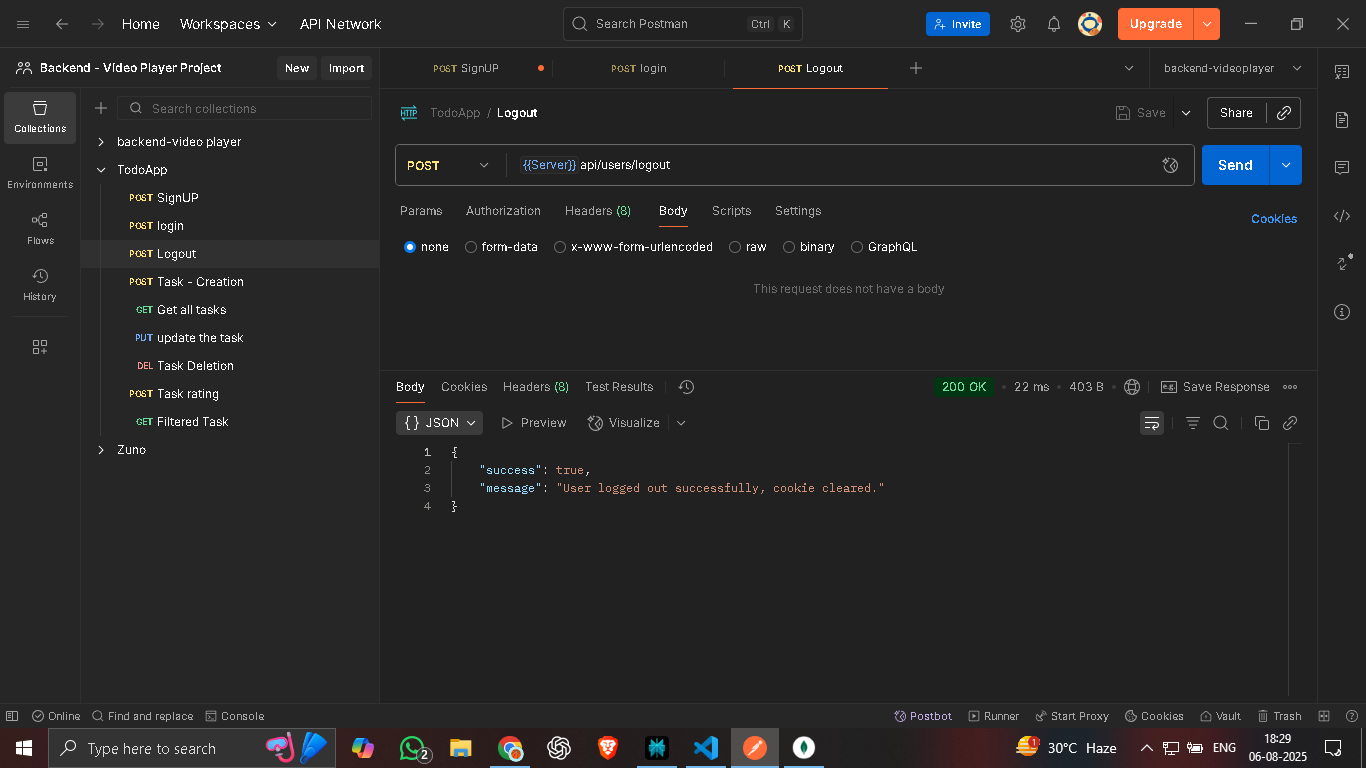 Home Workspaces API Network Search Postman Ctrl K Invite Upgrade
Backend - Video Player Project New Import POST SignUP POST login POST Logout backend-videoplayer
Collections
Environments
Flows
History
Search collections
backend-video player
TodoApp
POST SignUP
POST login
POST Logout
POST Task - Creation
GET Get all tasks
PUT update the task
DEL Task Deletion
POST Task rating
GET Filtered Task
Zuno
HTTP TodoApp / Logout Save Share
POST {{Server}} api/users/logout Send
Params Authorization Headers (8) Body Scripts Settings Cookies
none form-data x-www-form-urlencoded raw binary GraphQL
This request does not have a body
Body Cookies Headers (8) Test Results 200 OK • 22 ms • 403 B • e.g. Save Response
{} JSON Preview Visualize
1 {
2 "success": true,
3 "message": "User logged out successfully, cookie cleared."
4 }
Online Find and replace Console Postbot Runner Start Proxy Cookies Vault Trash
Type here to search 2 1 30°C Haze ENG 18:29
06-08-2025